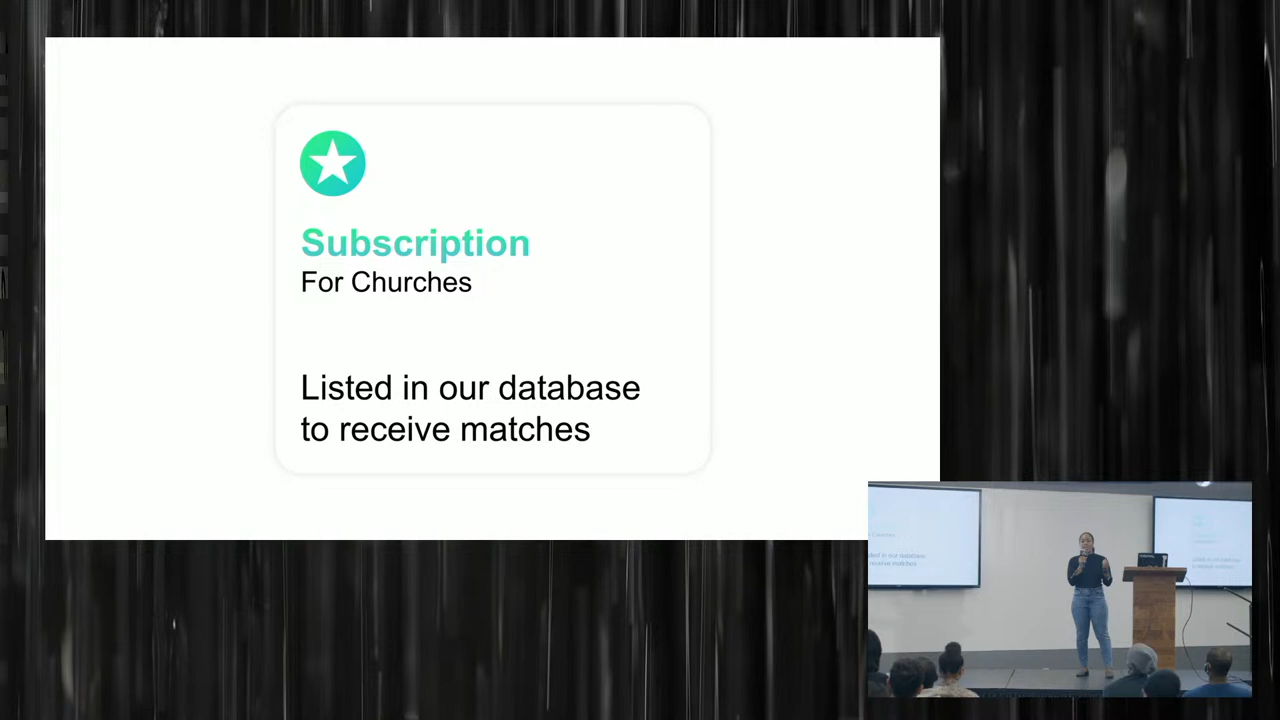 Subscription
For Churches
Listed in our database
to receive matches